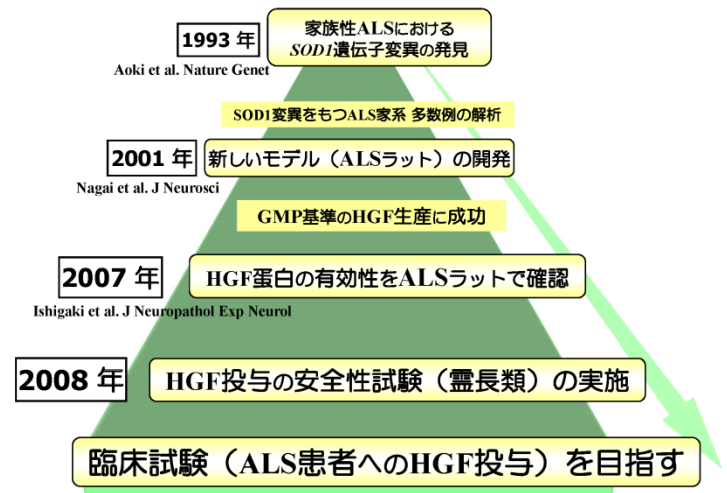 1993 年
家族性ALSにおける
SOD1遺伝子変異の発見
Aoki et al. Nature Genet
SOD1変異をもつALS家系 多数例の解析
2001 年
新しいモデル（ALSラット）の開発
Nagai et al. J Neurosci
GMP基準のHGF生産に成功
2007 年
HGF蛋白の有効性をALSラットで確認
Ishigaki et al. J Neuropathol Exp Neurol
2008 年
HGF投与の安全性試験（霊長類）の実施
臨床試験（ALS患者へのHGF投与）を目指す